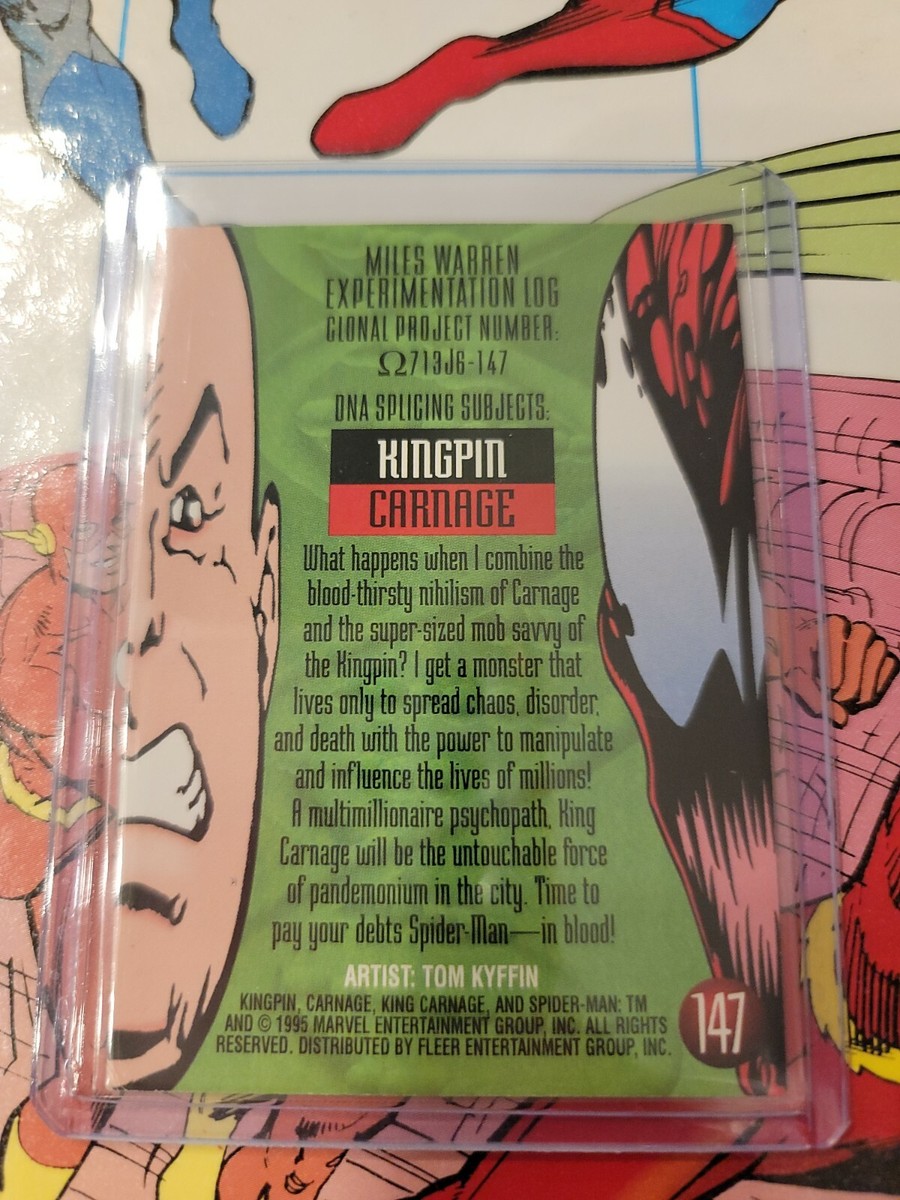 MILES WARREN
EXPERIMENTATION LOG
CLONAL PROJECT NUMBER:
Ω713J6-147
DNA SPLICING SUBJECTS:
KINGPIN
CARNAGE
What happens when I combine the
blood-thirsty nihilism of Carnage
and the super-sized mob savvy of
the Kingpin? I get a monster that
lives only to spread chaos, disorder,
and death with the power to manipulate
and influence the lives of millions!
A multimillionaire psychopath, King
Carnage will be the untouchable force
of pandemonium in the city. Time to
pay your debts Spider-Man—in blood!
ARTIST: TOM KYFFIN
KINGPIN, CARNAGE, KING CARNAGE, AND SPIDER-MAN: TM
AND © 1995 MARVEL ENTERTAINMENT GROUP, INC. ALL RIGHTS
RESERVED. DISTRIBUTED BY FLEER ENTERTAINMENT GROUP, INC.
147